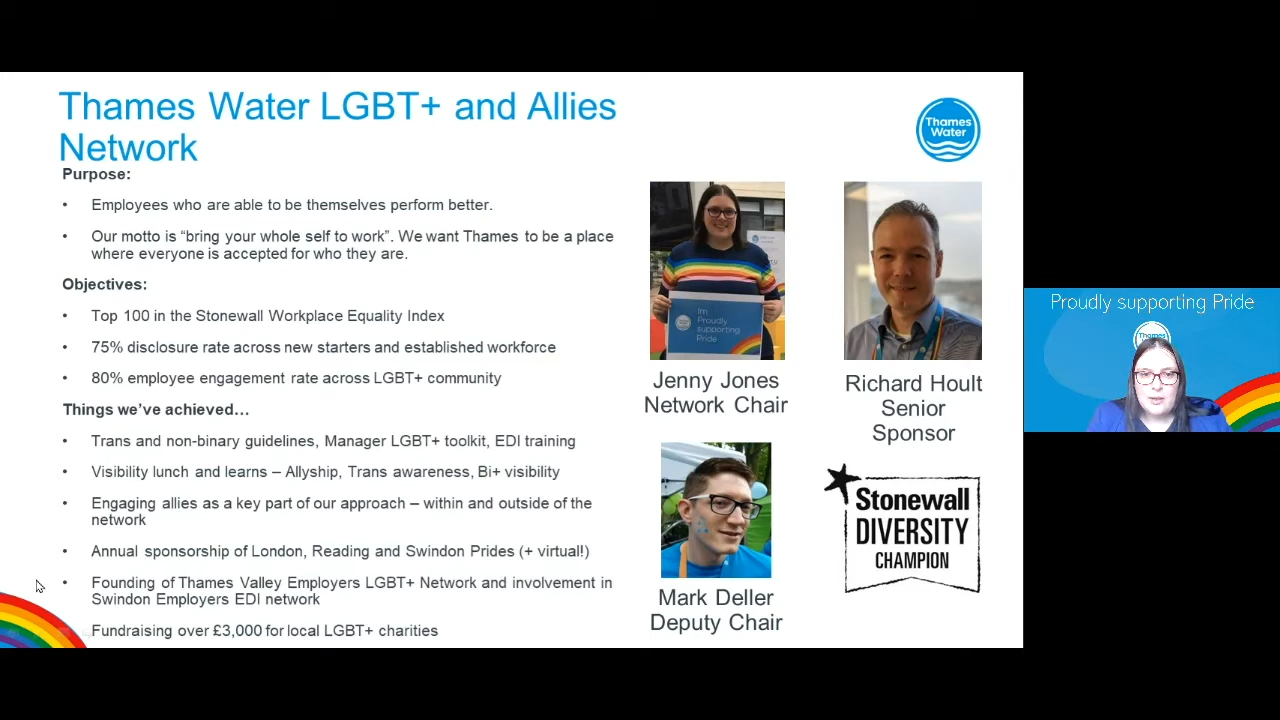 Thames Water LGBT+ and Allies
Network
Thames
Water
Purpose:
• Employees who are able to be themselves perform better.
• Our motto is “bring your whole self to work”. We want Thames to be a place
where everyone is accepted for who they are.
Objectives:
• Top 100 in the Stonewall Workplace Equality Index
• 75% disclosure rate across new starters and established workforce
• 80% employee engagement rate across LGBT+ community
Things we’ve achieved…
• Trans and non-binary guidelines, Manager LGBT+ toolkit, EDI training
• Visibility lunch and learns – Allyship, Trans awareness, Bi+ visibility
• Engaging allies as a key part of our approach – within and outside of the
network
• Annual sponsorship of London, Reading and Swindon Prides (+ virtual!)
• Founding of Thames Valley Employers LGBT+ Network and involvement in
Swindon Employers EDI network
Fundraising over £3,000 for local LGBT+ charities
Im
Proudly
supporting
Pride
Jenny Jones
Network Chair
Richard Hoult
Senior
Sponsor
Mark Deller
Deputy Chair
Stonewall
DIVERSITY
CHAMPION
Proudly supporting Pride
Thames